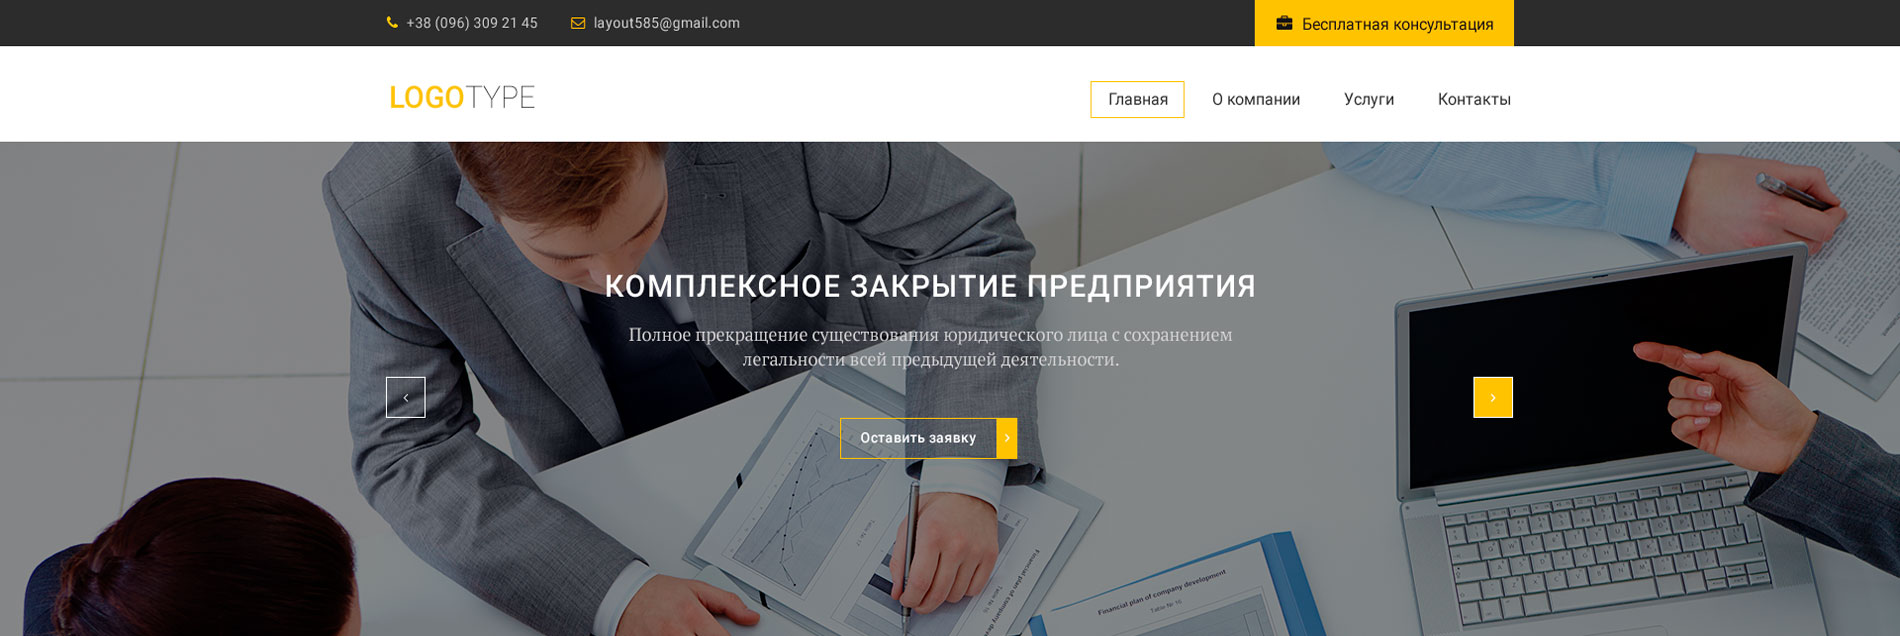 +38 (096) 309 21 45
layout585@gmail.com
Бесплатная консультация
LOGOTYPE
Главная
О компании
Услуги
Контакты
КОМПЛЕКСНОЕ ЗАКРЫТИЕ ПРЕДПРИЯТИЯ
Полное прекращение существования юридического лица с сохранением
легальности всей предыдущей деятельности.
Оставить заявку
Financial plan of company development
Table № 16